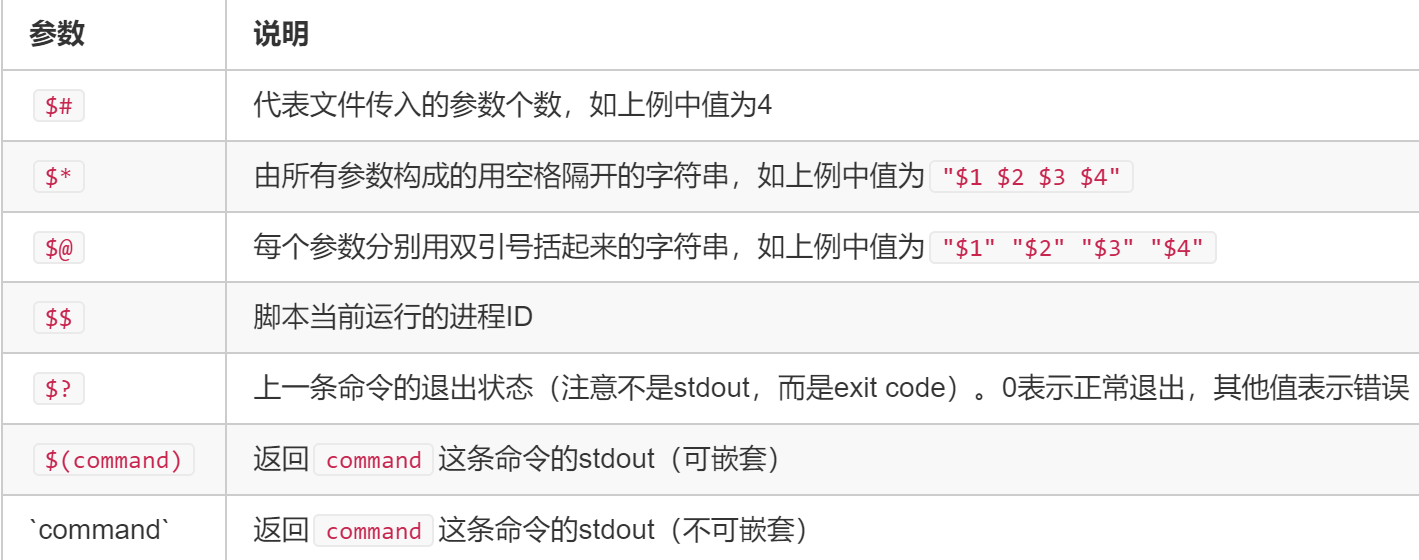 参数 说明
$# 代表文件传入的参数个数，如上例中值为4
$* 由所有参数构成的用空格隔开的字符串，如上例中值为 "$1 $2 $3 $4"
$@ 每个参数分别用双引号括起来的字符串，如上例中值为 "$1" "$2" "$3" "$4"
$$ 脚本当前运行的进程ID
$? 上一条命令的退出状态（注意不是stdout，而是exit code）。0表示正常退出，其他值表示错误
$(command) 返回 command 这条命令的stdout（可嵌套）
`command` 返回 command 这条命令的stdout（不可嵌套）